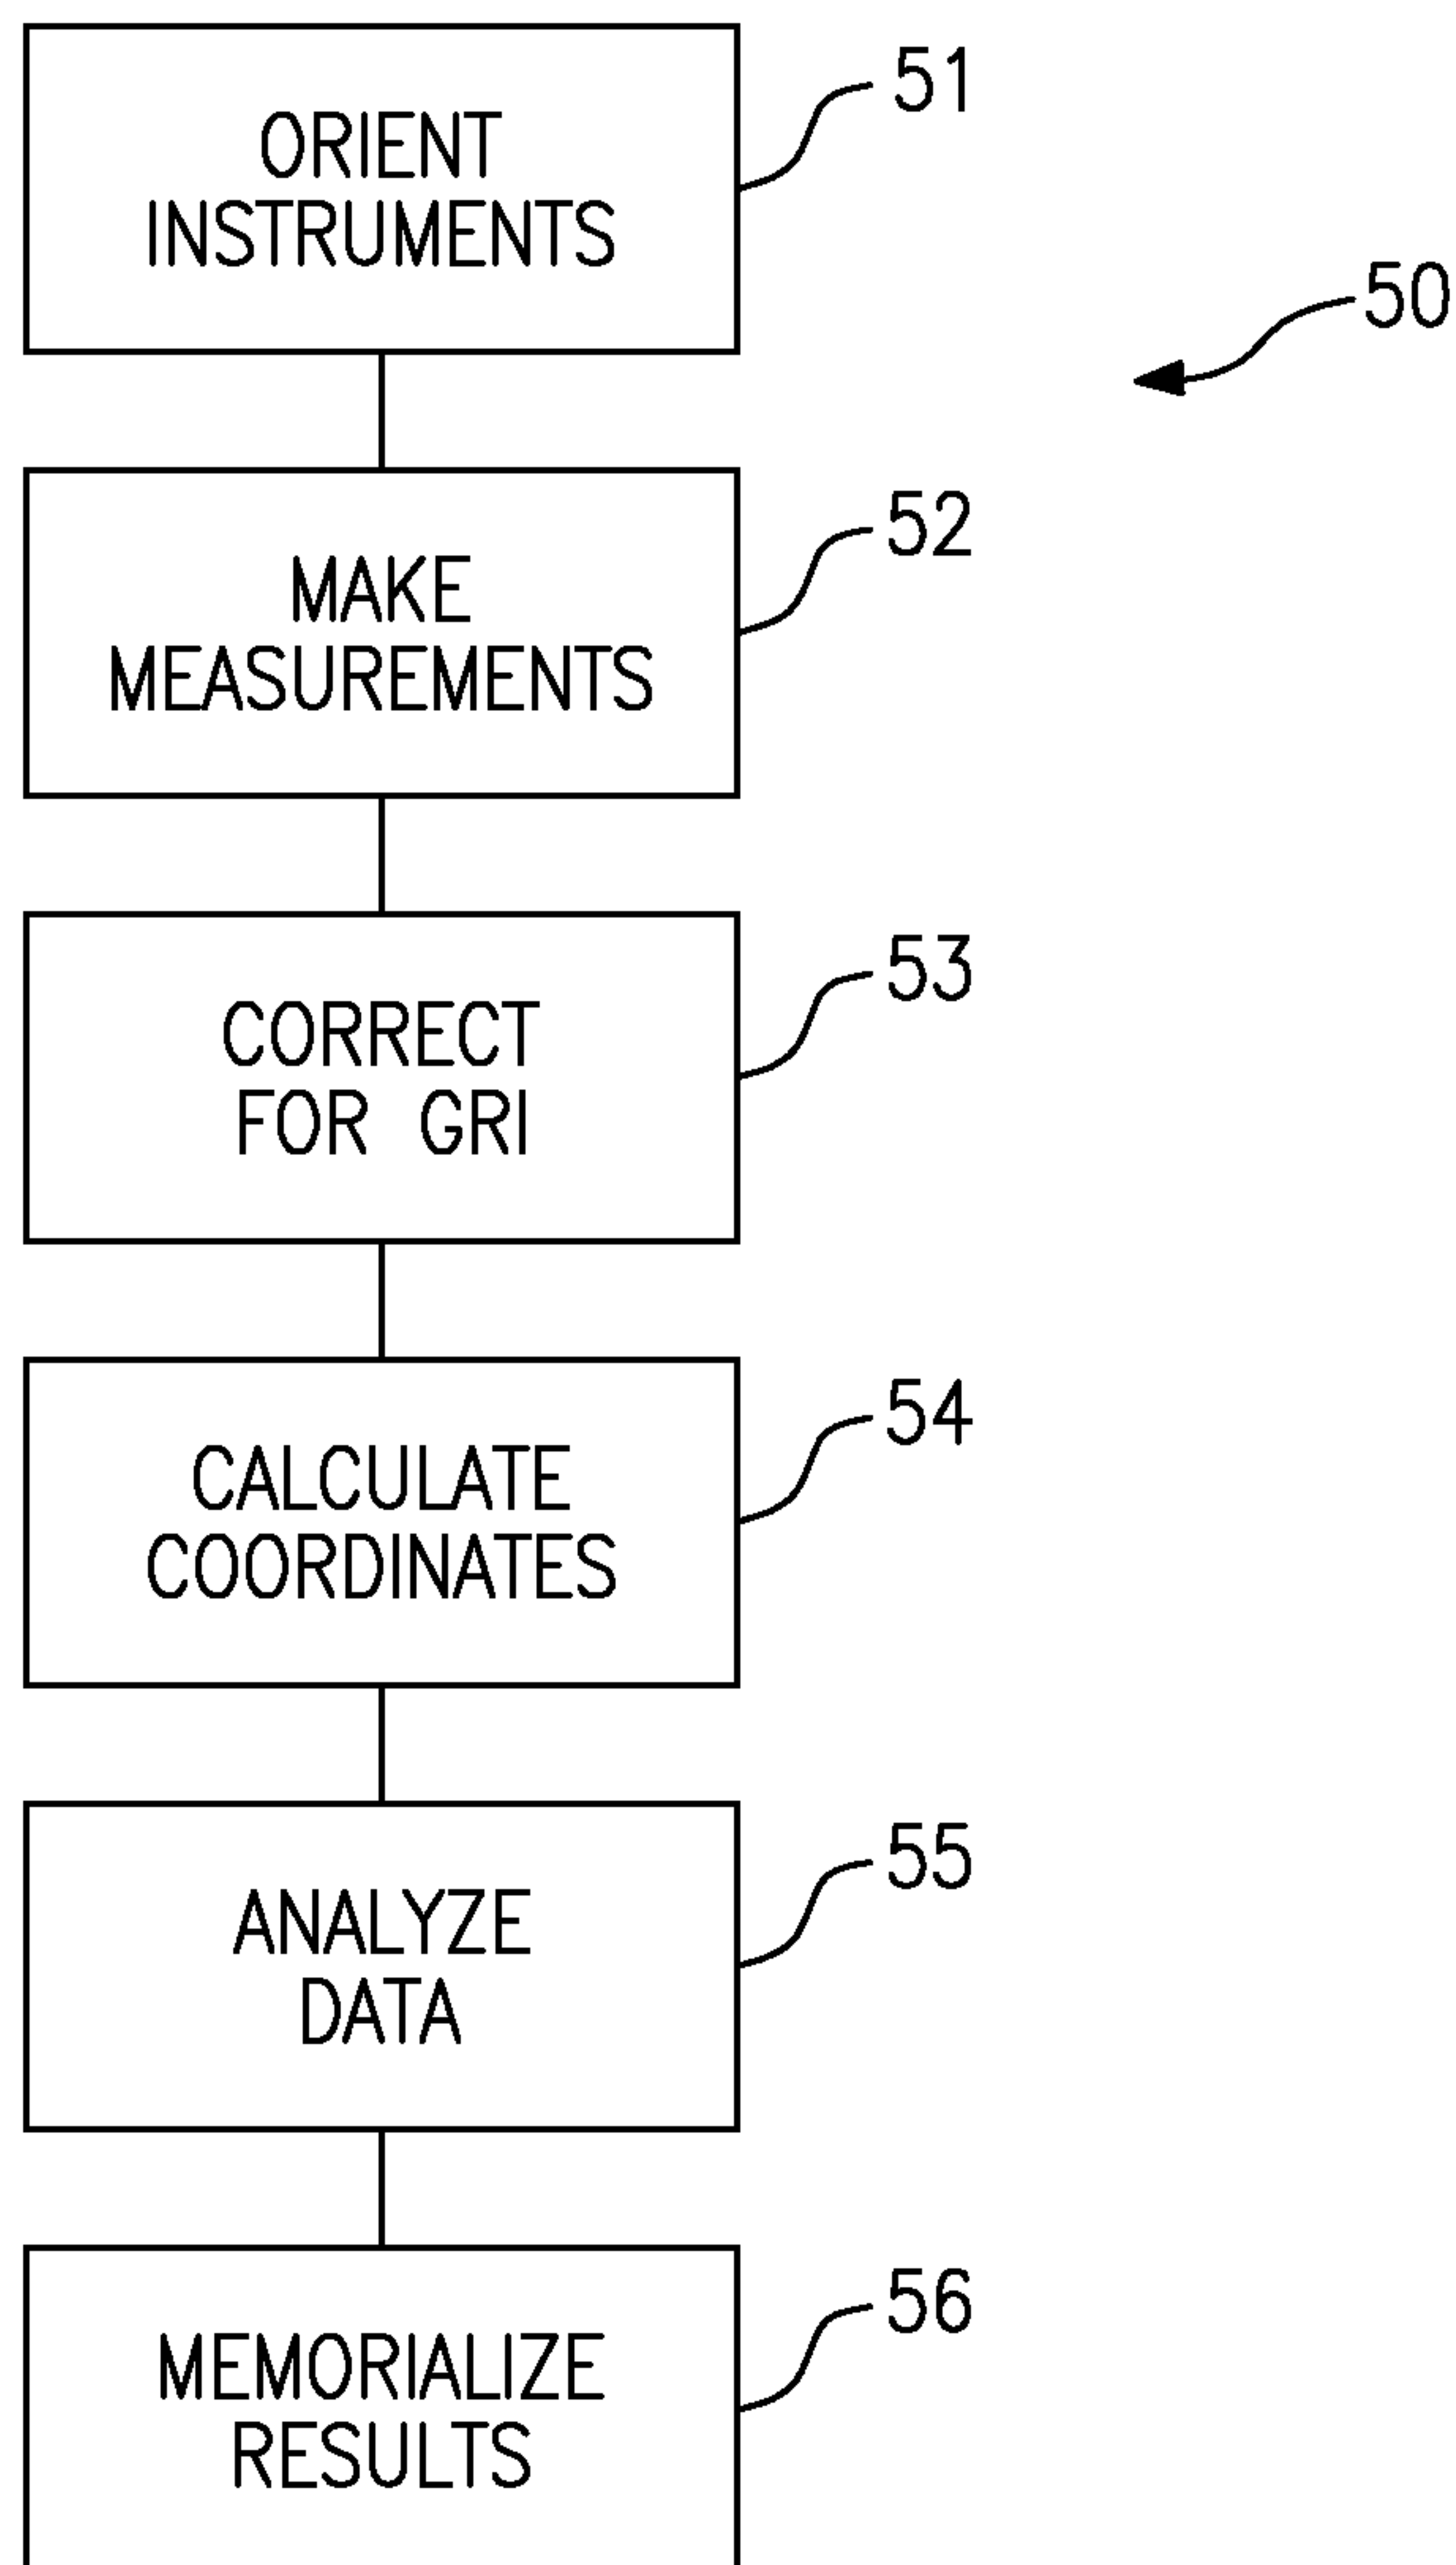 ORIENT
INSTRUMENTS
51
50
MAKE
MEASUREMENTS
52
CORRECT
FOR GRI
53
CALCULATE
COORDINATES
54
ANALYZE
DATA
55
MEMORIALIZE
RESULTS
56